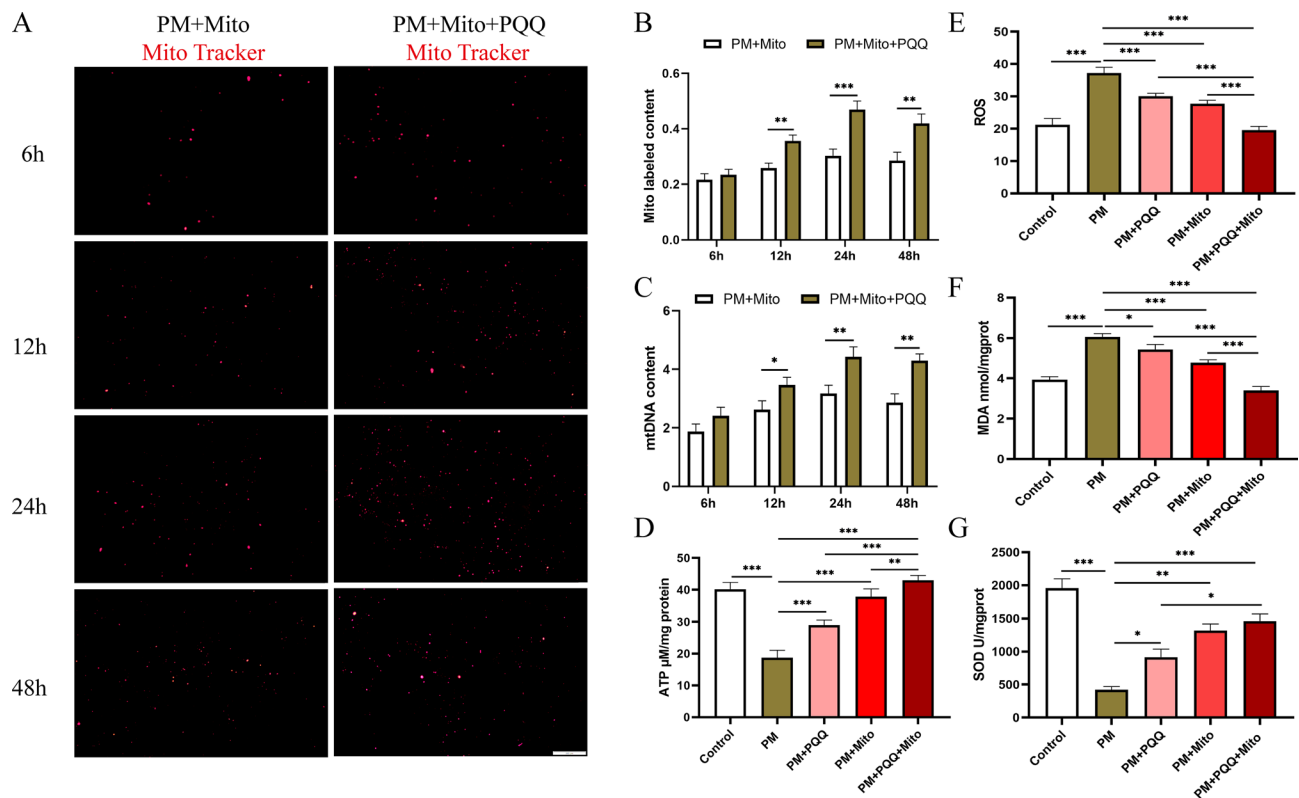 A
PM+Mito
PM+Mito+PQQ
Mito Tracker
Mito Tracker
6h
12h
24h
48h
B
PM+Mito
PM+Mito+PQQ
Mito labeled content
0.6
0.4
0.2
0.0
**
***
**
6h
12h
24h
48h
C
PM+Mito
PM+Mito+PQQ
mtDNA content
6
4
2
0
*
**
**
6h
12h
24h
48h
D
ATP µM/mg protein
50
40
30
20
10
0
***
***
***
***
**
***
Control
PM
PM+PQQ
PM+Mito
PM+PQQ+Mito
E
ROS
50
40
30
20
10
0
***
***
***
***
***
***
Control
PM
PM+PQQ
PM+Mito
PM+PQQ+Mito
F
MDA nmol/mgprot
8
6
4
2
0
***
***
***
*
***
***
Control
PM
PM+PQQ
PM+Mito
PM+PQQ+Mito
G
SOD U/mgprot
2500
2000
1500
1000
500
0
***
***
**
*
*
Control
PM
PM+PQQ
PM+Mito
PM+PQQ+Mito